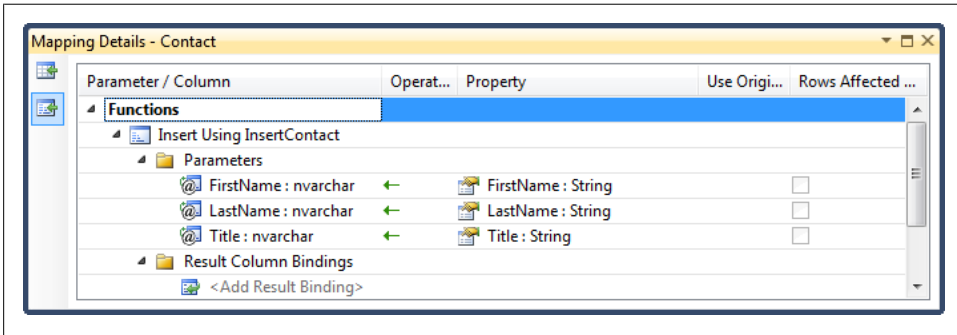 Mapping Details - Contact
Parameter / Column Operat... Property Use Origi... Rows Affected ...
Functions
Insert Using InsertContact
Parameters
@ FirstName : nvarchar ← FirstName : String
@ LastName : nvarchar ← LastName : String
@ Title : nvarchar ← Title : String
Result Column Bindings
<Add Result Binding>